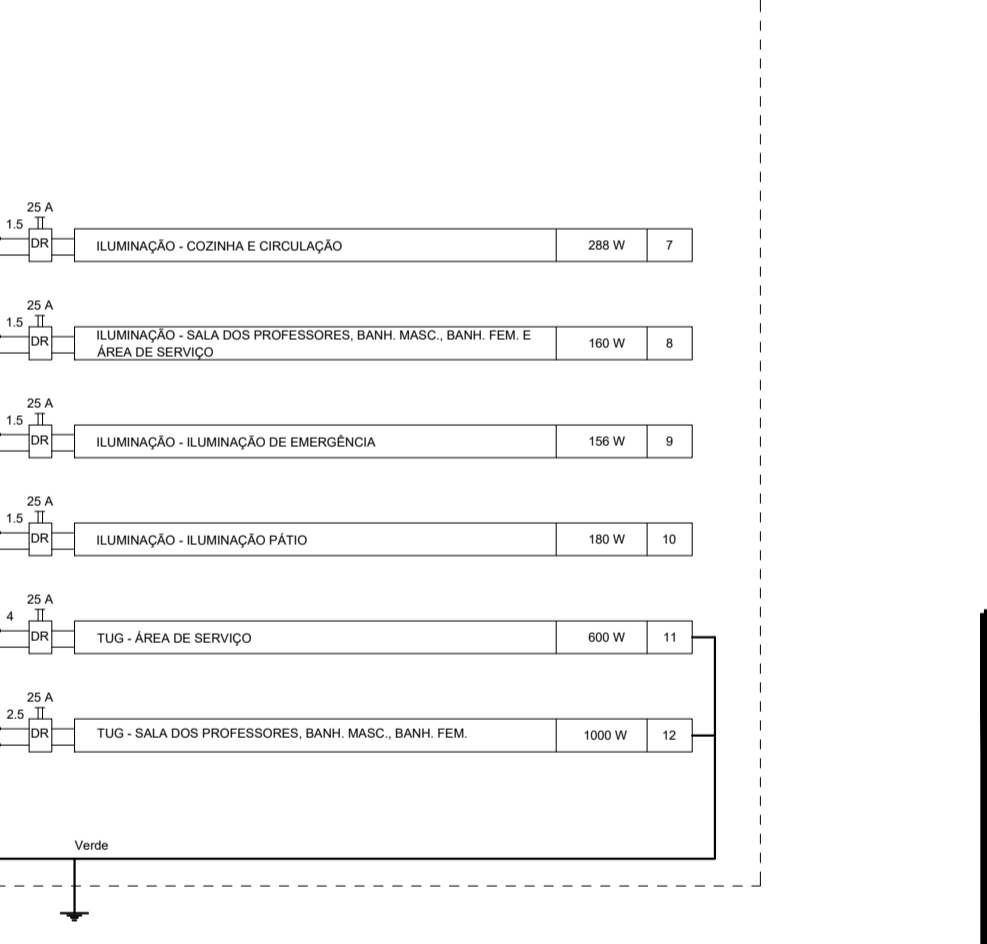 25 A
1.5
DR
ILUMINAÇÃO - COZINHA E CIRCULAÇÃO 288 W 7
25 A
1.5
DR
ILUMINAÇÃO - SALA DOS PROFESSORES, BANH. MASC., BANH. FEM. E
ÁREA DE SERVIÇO
160 W 8
25 A
1.5
DR
ILUMINAÇÃO - ILUMINAÇÃO DE EMERGÊNCIA 156 W 9
25 A
1.5
DR
ILUMINAÇÃO - ILUMINAÇÃO PÁTIO 180 W 10
25 A
4
DR
TUG - ÁREA DE SERVIÇO 600 W 11
25 A
2.5
DR
TUG - SALA DOS PROFESSORES, BANH. MASC., BANH. FEM. 1000 W 12
Verde